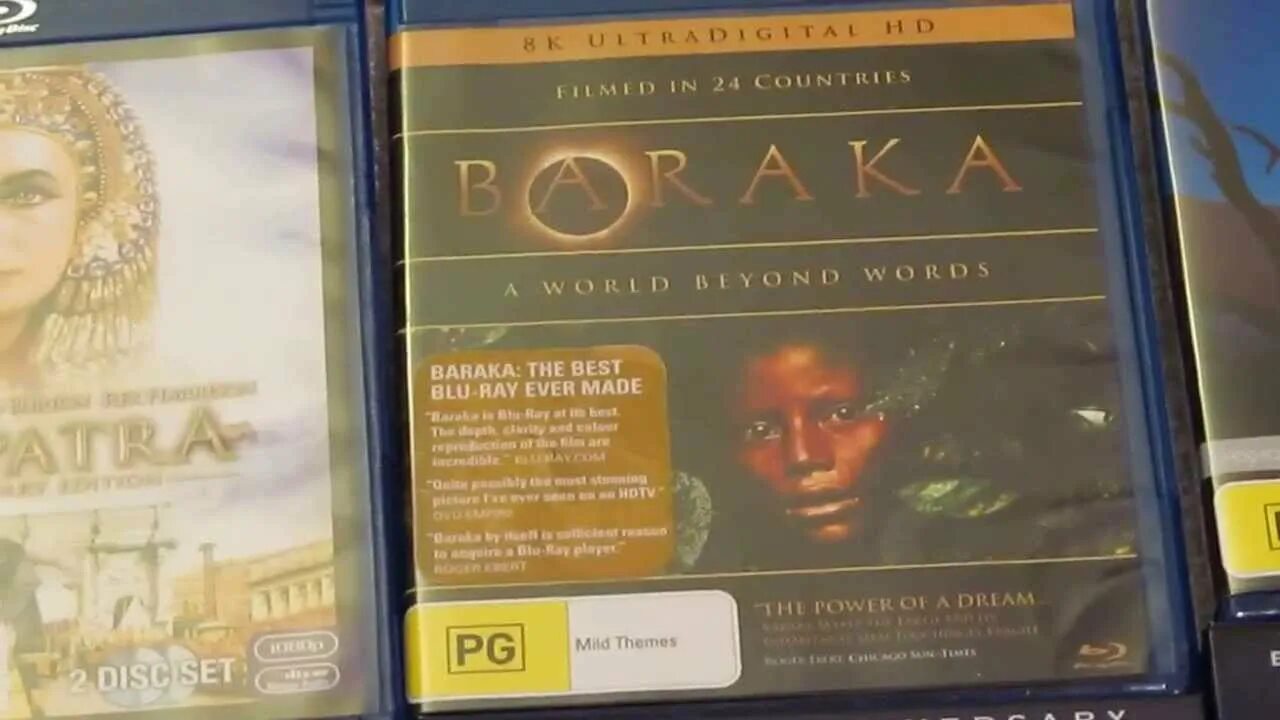 8K ULTRADIGITAL HD
FILMED IN 24 COUNTRIES
BARAKA
A WORLD BEYOND WORDS
BARAKA: THE BEST
BLU-RAY EVER MADE
"Baraka is Blu-Ray at its best.
The depth, clarity and colour
reproduction of the film are
incredible." BLURAY.COM
"Quite possibly the most stunning
picture I've ever seen on an HDTV"
DVD EMPIRE
"Baraka by itself is sufficient reason
to acquire a Blu-Ray player."
ROGER EBERT
PG
Mild Themes
"THE POWER OF A DREAM
CHICAGO SUN-TIMES
PATRA
EDITION
2 DISC SET
1080p
Disc